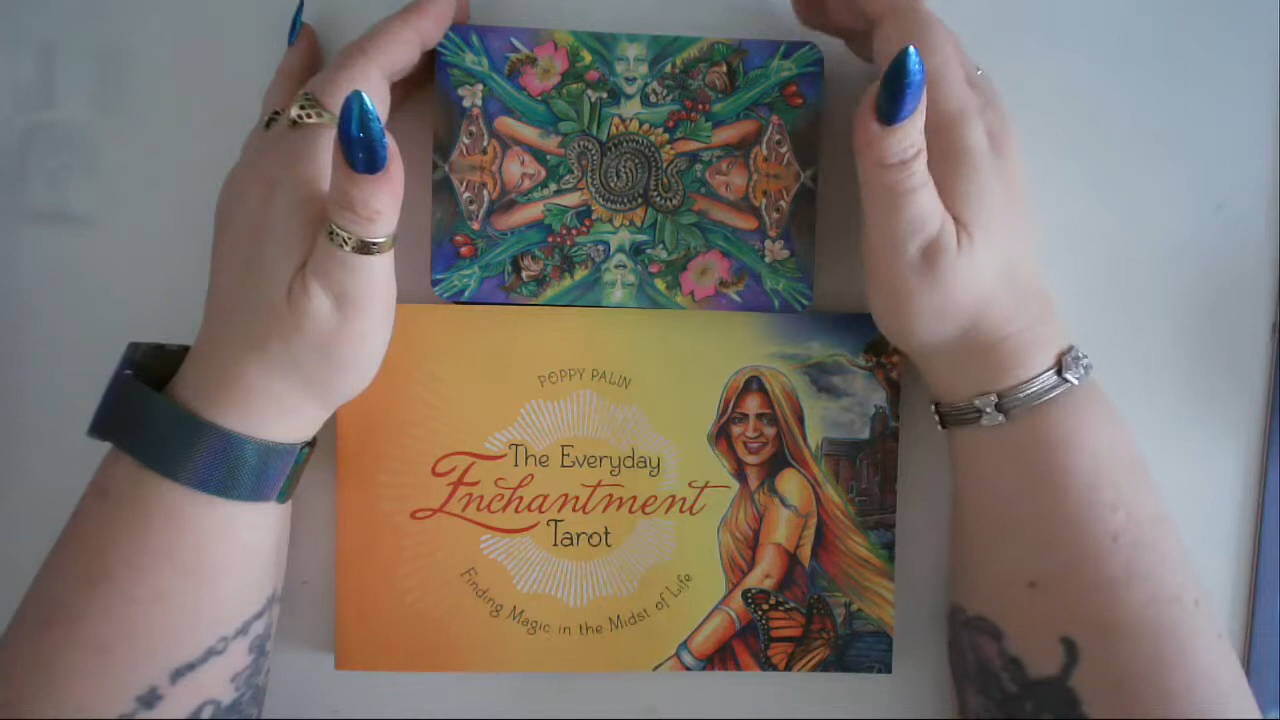 POPPY PALIN
The Everyday
Enchantment
Tarot
Finding Magic in the Midst of Life